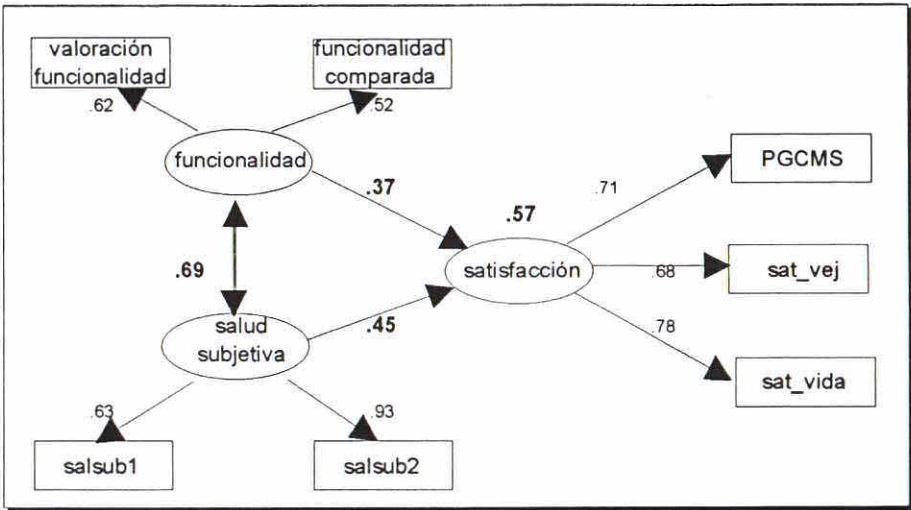 valoración
funcionalidad
funcionalidad
comparada
.62
.52
funcionalidad
PGCMS
.37
.71
.57
.69
satisfacción
.68
sat_vej
salud
subjetiva
.45
.78
sat_vida
.63
.93
salsub1
salsub2